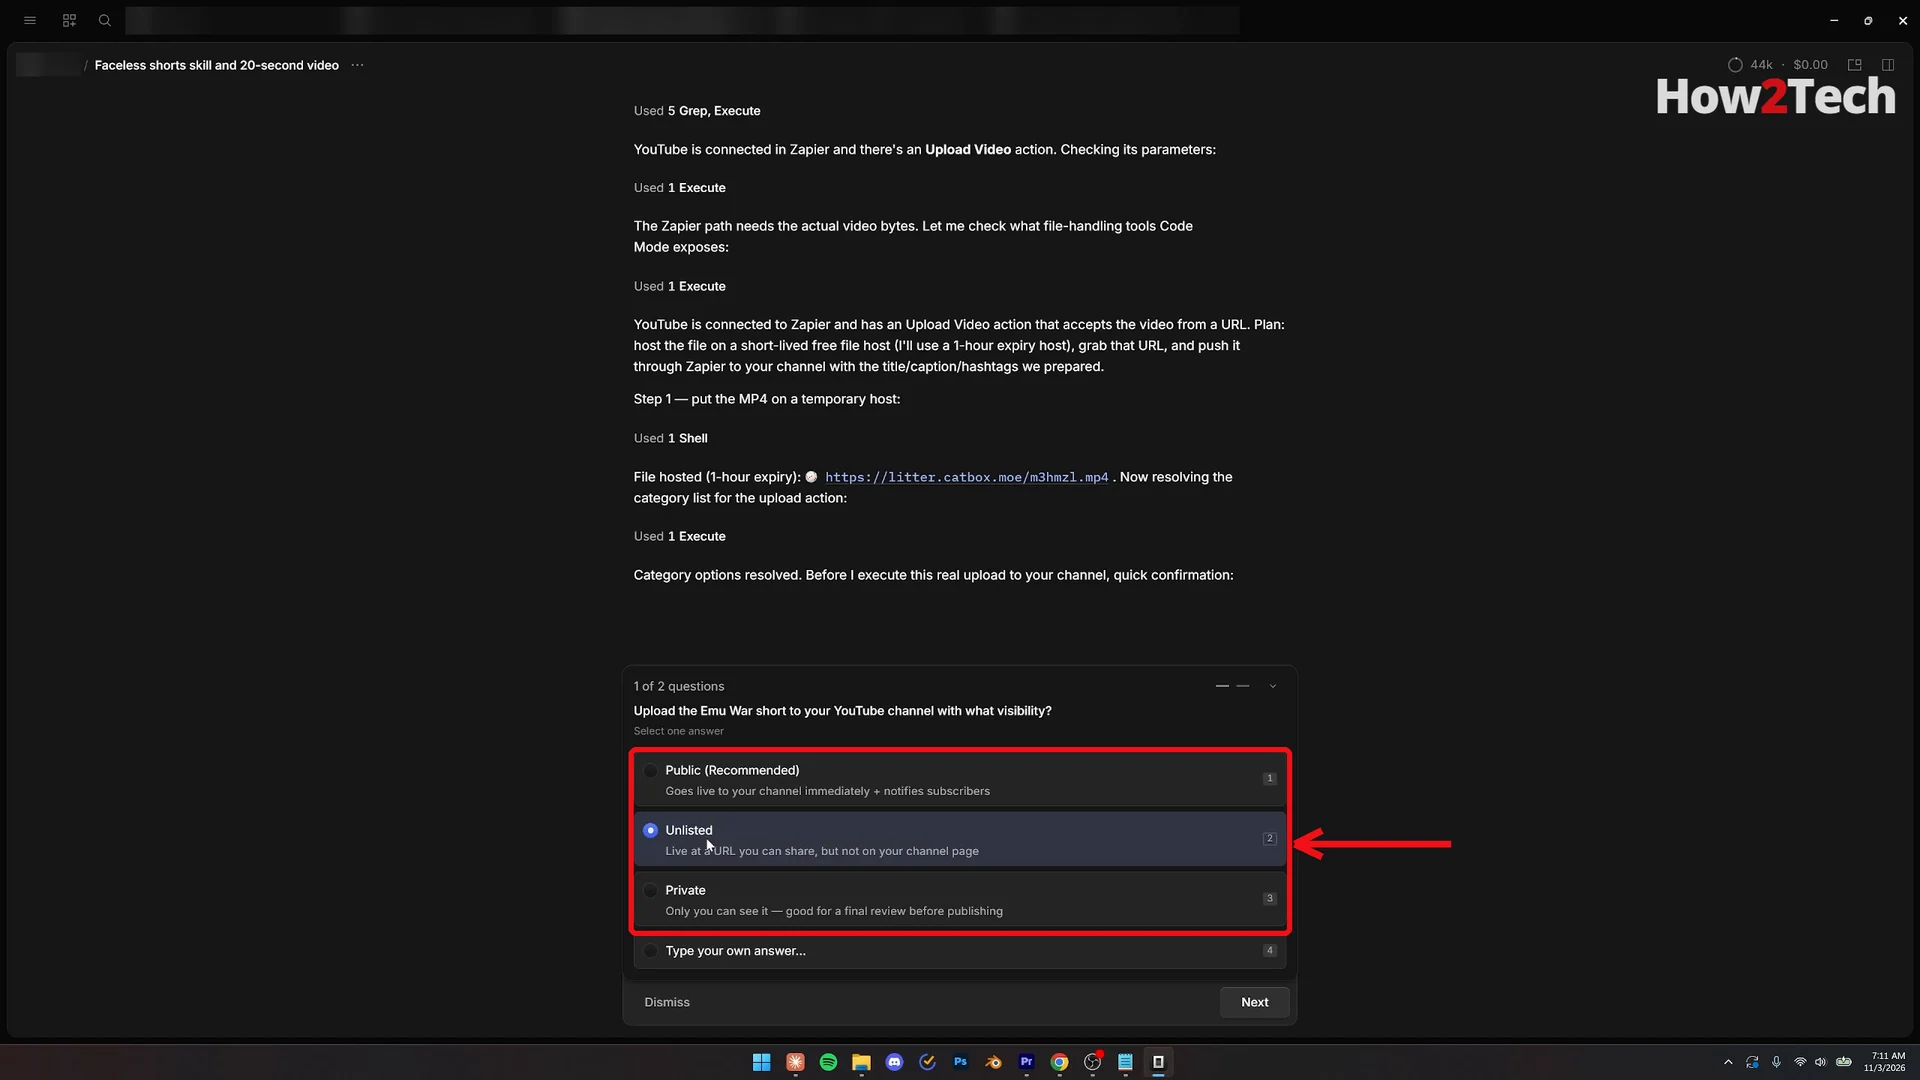 / Faceless shorts skill and 20-second video ...
44k · $0.00
How2Tech
Used 5 Grep, Execute
YouTube is connected in Zapier and there's an Upload Video action. Checking its parameters:
Used 1 Execute
The Zapier path needs the actual video bytes. Let me check what file-handling tools Code
Mode exposes:
Used 1 Execute
YouTube is connected to Zapier and has an Upload Video action that accepts the video from a URL. Plan:
host the file on a short-lived free file host (I'll use a 1-hour expiry host), grab that URL, and push it
through Zapier to your channel with the title/caption/hashtags we prepared.
Step 1 — put the MP4 on a temporary host:
Used 1 Shell
File hosted (1-hour expiry): https://litter.catbox.moe/m3hmzl.mp4 . Now resolving the
category list for the upload action:
Used 1 Execute
Category options resolved. Before I execute this real upload to your channel, quick confirmation:
1 of 2 questions
Upload the Emu War short to your YouTube channel with what visibility?
Select one answer
Public (Recommended)
1
Goes live to your channel immediately + notifies subscribers
Unlisted
2
Live at a URL you can share, but not on your channel page
Private
3
Only you can see it — good for a final review before publishing
Type your own answer...
4
Dismiss
Next
Ps
Pr
7:11 AM
11/3/2026